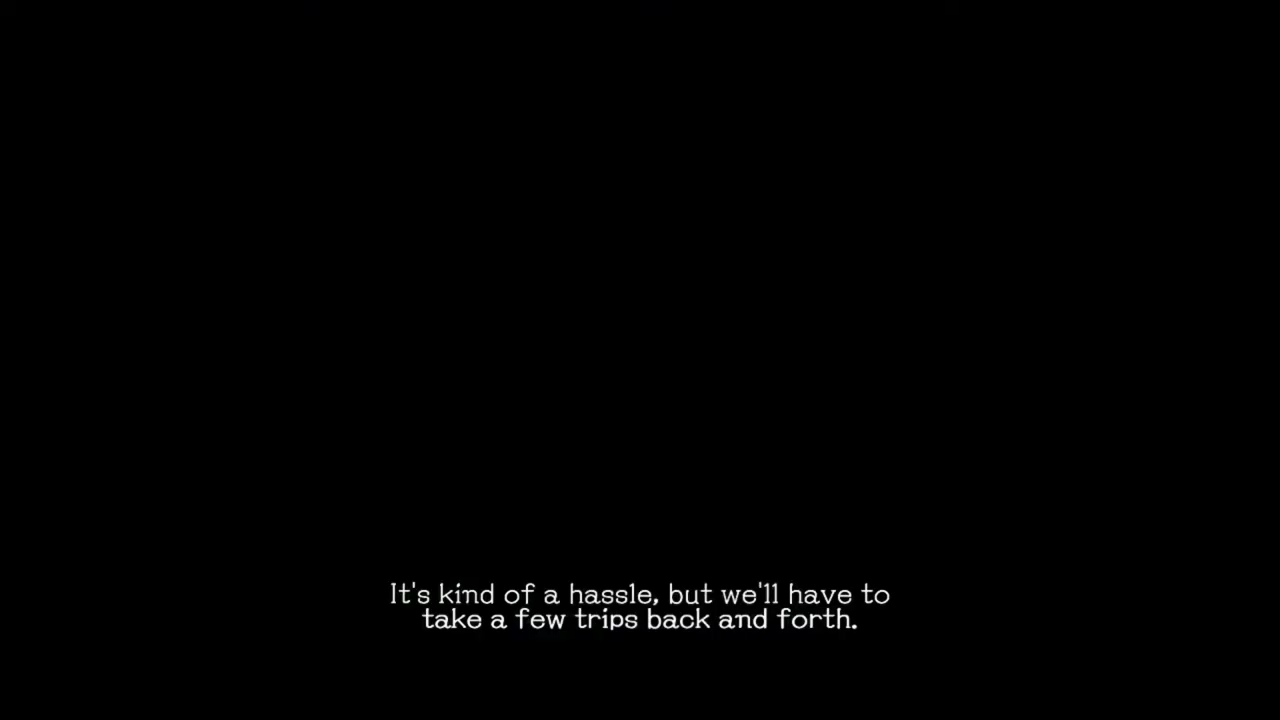 It's kind of a hassle, but we'll have to
take a few trips back and forth.